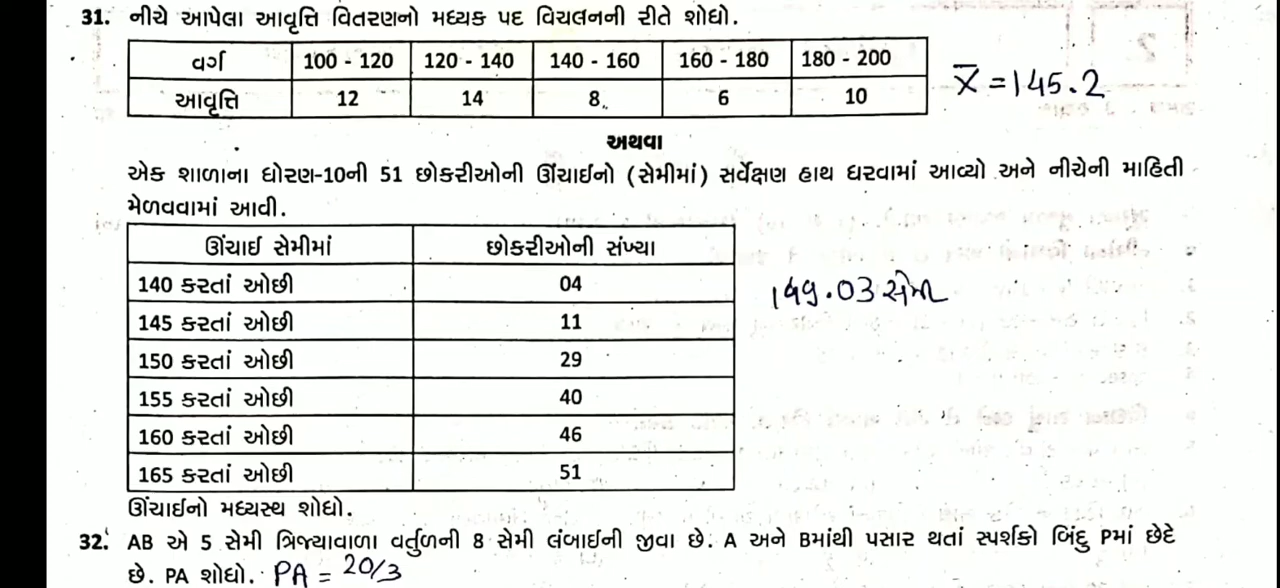 31. નીચે આપેલા આવૃત્તિ વિતરણનો મધ્યક પદ વિચલનની રીતે શોધો.
વર્ગ 100 - 120 120 - 140 140 - 160 160 - 180 180 - 200
આવૃત્તિ 12 14 8 6 10
x̄ = 145.2
અથવા
એક શાળાના ધોરણ-10ની 51 છોકરીઓની ઊંચાઈનો (સેમીમાં) સર્વેક્ષણ હાથ ધરવામાં આવ્યો અને નીચેની માહિતી
મેળવવામાં આવી.
ઊંચાઈ સેમીમાં છોકરીઓની સંખ્યા
140 કરતાં ઓછી 04
145 કરતાં ઓછી 11
150 કરતાં ઓછી 29
155 કરતાં ઓછી 40
160 કરતાં ઓછી 46
165 કરતાં ઓછી 51
149.03 સેમી
ઊંચાઈનો મધ્યસ્થ શોધો.
32. AB એ 5 સેમી ત્રિજ્યાવાળા વર્તુળની 8 સેમી લંબાઈની જીવા છે. A અને Bમાંથી પસાર થતાં સ્પર્શકો બિંદુ Pમાં છેદે
છે. PA શોધો. PA = 20/3